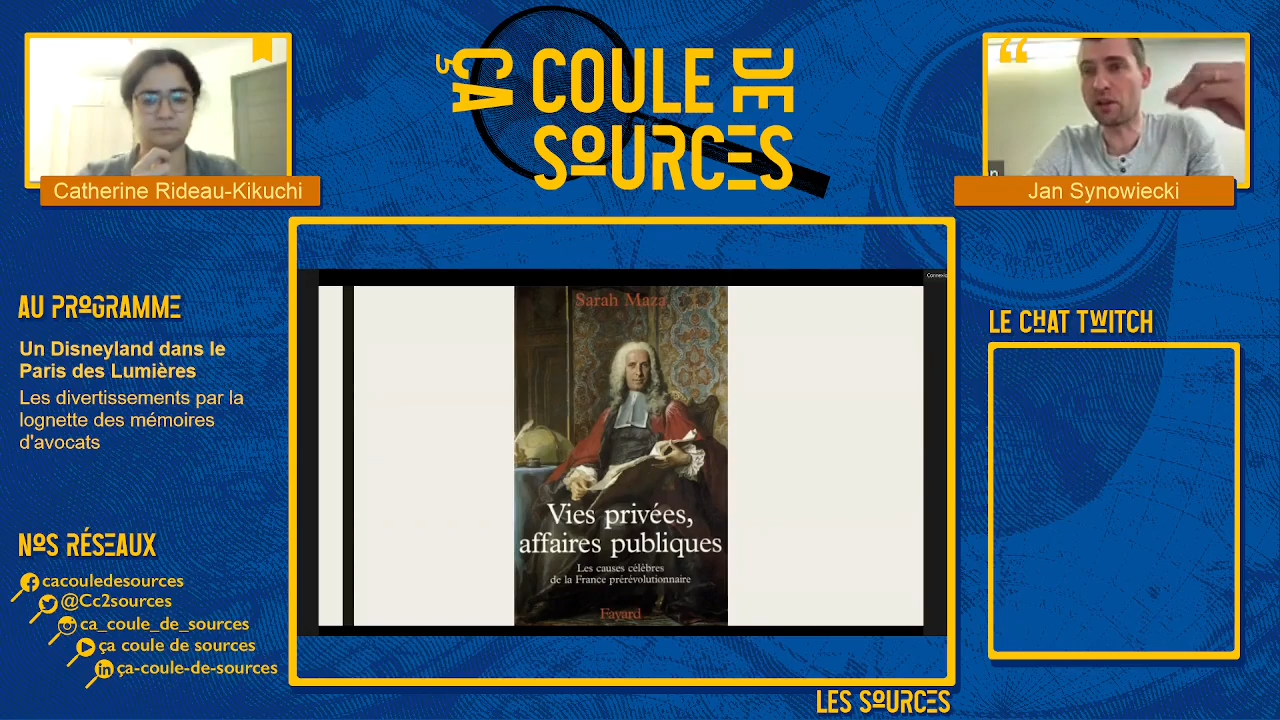 ÇA COULE DE
SOURCES
Catherine Rideau-Kikuchi
“
n
Jan Synowiecki
Connexio
AU PROGRAMME
Un Disneyland dans le
Paris des Lumières
Les divertissements par la
lognette des mémoires
d'avocats
NOS RÉSEAUX
cacouledesources
@Cc2sources
ca_coule_de_sources
ça coule de sources
in ça-coule-de-sources
Sarah Maza
Vies privées,
affaires publiques
Les causes célèbres
de la France prérévolutionnaire
Fayard
LE CHAT TWITCH
LES SOURCES